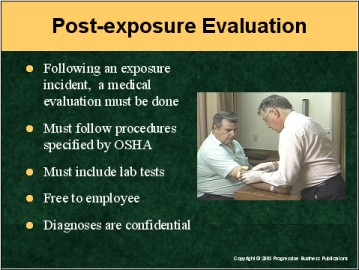 Post-exposure Evaluation
Following an exposure
incident, a medical
evaluation must be done
Must follow procedures
specified by OSHA
Must include lab tests
Free to employee
Diagnoses are confidential
Copyright © 2005 Progressive Business Publications